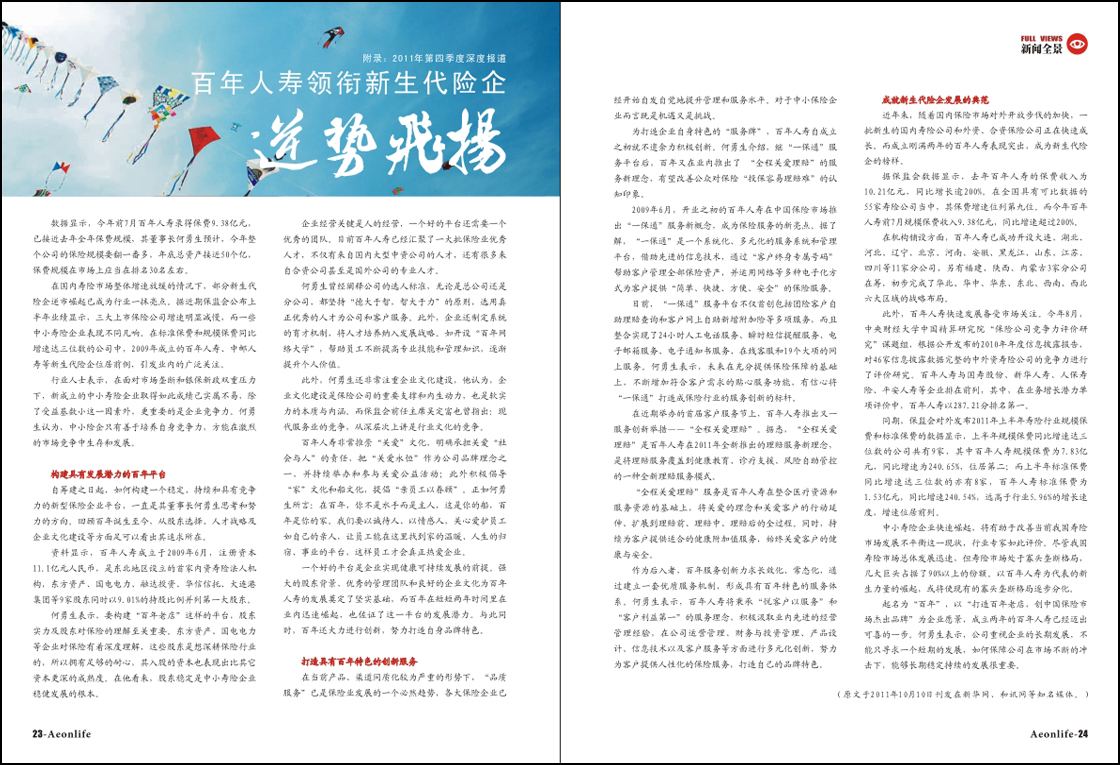 附录：2011年第四季度深度报道
百年人寿领衔新生代险企
逆势飛揚
数据显示，今年前7月百年人寿录得保费9.38亿元，
已接近去年全年保费规模，其董事长何勇生预计，今年整
个公司的保险规模要翻一番多，年底总资产接近50个亿，
保费规模在市场上应当在排名30名左右。
在国内寿险市场整体增速放缓的情况下，部分新生代
险企逆市崛起已成为行业一抹亮点。据近期保监会公布上
半年业绩显示，三大上市险企公司增速明显减慢，而一些
中小寿险企业表现不同凡响。在标准保费和规模保费同比
增速达三位数的公司中，2009年成立的百年人寿、中邮人
寿等新生代险企位居前例，引发业内的广泛关注。
行业人士表示，在面对市场垄断和银保新政双重压力
下，新成立的中小寿险企业取得如此成绩已实属不易，除
了受益基数小这一因素外，更重要的是企业竞争力。何勇
生认为，中小险企只有善于培养自身竞争力，方能在激烈
的市场竞争中生存和发展。
构建具有发展潜力的百年平台
自筹建之日起，如何构建一个稳定、持续和具有竞争
力的新型保险企业平台，一直是其董事长何勇生思考和努
力的方向。回顾百年诞生至今，从股东选择、人才战略及
企业文化建设等方面足可以看出其追求所在。
资料显示，百年人寿成立于2009年6月，注册资本
11.1亿元人民币，是东北地区设立的首家内资寿险法人机
构，东方资产、国电电力、融达投资、华信信托、大连港
集团等9家股东同时以9.01%的持股比例并列第一大股东。
何勇生表示，要构建“百年老店”这样的平台，股东
实力及股东对保险的理解至关重要。东方资产、国电电力
等企业对保险有着深度理解，这些股东是想深耕保险行业
的，所以拥有足够的耐心，其入股的资本也表现出比其它
资本更深的成熟度。在他看来，股东稳定是中小寿险企业
稳健发展的根本。
企业经营关键是人的经营，一个好的平台还需要一个
优秀的团队。目前百年人寿已经汇聚了一大批保险业优秀
人才，不仅有来自国内大型中资公司的人才，还有很多来
自合资公司甚至是国外公司的专业人才。
何勇生曾经阐释公司的选人标准，无论是总公司还是
分公司，都坚持“德大于智，智大于力”的原则，选用真
正优秀的人才为公司和客户服务。此外，企业还制定系统
的育才机制，将人才培养纳入发展战略。如开设“百年网
络大学”，帮助员工不断提高专业技能和管理知识，逐渐
提升个人价值。
此外，何勇生还非常注重企业文化建设，他认为，企
业文化建设是保险公司的重要支撑和内生动力，也是软实
力的本质与内涵。而保监会前任主席吴定富也曾指出：现
代服务业的竞争，从深层次上讲是行业文化的竞争。
百年人寿非常推崇“关爱”文化，明确承担关爱“社
会与人”的责任，把“关爱永恒”作为公司品牌理念之
一，并持续举办和参与关爱公益活动；此外积极倡导
“家”文化和船文化，提倡“亲员工以眷顾”。正如何勇
生所言：在百年，你不是水手而是主人，这是你的船，百
年是你的家。我们要以诚待人，以情感人，关心爱护员工
如自己的亲人，让员工能在这里找到家的温暖、人生的归
宿、事业的平台，这样员工才会真正热爱企业。
一个好的平台是企业实现健康可持续发展的前提。强
大的股东背景、优秀的管理团队和良好的企业文化为百年
人寿的发展奠定了坚实基础，而百年在短短两年时间里在
业内迅速崛起，也佐证了这一平台的发展潜力。与此同
时，百年还大力进行创新，努力打造自身品牌特色。
打造具有百年特色的创新服务
在当前产品、渠道同质化较为严重的形势下，“品质
服务”已是保险业发展的一个必然趋势，各大保险企业已
23-Aeonlife
FULL VIEWS
新闻全景
经开始自发自觉地提升管理和服务水平。对于中小保险企
业而言既是机遇又是挑战。
为打造企业自身特色的“服务牌”，百年人寿自成立
之初就不遗余力积极创新。何勇生介绍，继“一保通”服
务平台后，百年又在业内推出了 “全程关爱理赔”的服
务新理念，有望改善公众对保险“投保容易理赔难”的认
知印象。
2009年6月，开业之初的百年人寿在中国保险市场推
出“一保通”服务新概念，成为保险服务的新亮点。据了
解，“一保通”是一个系统化、多元化的服务系统和管理
平台，借助先进的信息技术，通过“客户终身专属号码”
帮助客户管理全部保险资产，并运用网络等多种电子化方
式为客户提供“简单、快捷、方便、安全”的保险服务。
目前，“一保通”服务平台不仅首创包括团险客户自
助理赔查询和客户网上自助新增附加险等多项服务，而且
整合实现了24小时人工电话服务、瞬时短信提醒服务、电
子邮箱服务、电子通知书服务、在线客服和19个大项的网
上服务。何勇生表示，未来在充分提供保险保障的基础
上，不断增加符合客户需求的贴心服务功能，有信心将
“一保通”打造成保险行业的服务创新的标杆。
在近期举办的首届客户服务节上，百年人寿推出又一
服务创新举措——“全程关爱理赔”。据悉，“全程关爱
理赔”是百年人寿在2011年全新推出的理赔服务新理念，
是将理赔服务覆盖到健康教育、诊疗支援、风险自助管控
的一种全新理赔服务模式。
“全程关爱理赔”服务是百年人寿在整合医疗资源和
服务资源的基础上，将关爱的理念和关爱客户的行动延
伸、扩展到理赔前、理赔中、理赔后的全过程。同时，持
续为客户提供适合的健康附加值服务，始终关爱客户的健
康与安全。
作为后入者，百年服务创新力求长效化、常态化，通
过建立一套优质服务机制，形成具有百年特色的服务体
系。何勇生表示，百年人寿将秉承“悦客户以服务”和
“客户利益第一”的服务理念，积极汲取业内先进的经营
管理经验，在公司运营管理、财务与投资管理、产品设
计、信息技术以及客户服务等方面进行多元化创新，努力
为客户提供人性化的保险服务，打造自己的品牌特色。
成就新生代险企发展的典范
近年来，随着国内保险市场对外开放步伐的加快，一
批新生的国内寿险公司和外资、合资保险公司正在快速成
长。而成立刚满两年的百年人寿表现突出，成为新生代险
企的榜样。
据保监会数据显示，去年百年人寿的保费收入为
10.21亿元，同比增长逾200%，在全国具有可比数据的
55家寿险公司当中，其保费增速位列第九位。而今年百年
人寿前7月规模保费收入9.38亿元，同比增速超过200%。
在机构铺设方面，百年人寿已成功开设大连、湖北、
河北、辽宁、北京、河南、安徽、黑龙江、山东、江苏、
四川等11家分公司，另有福建、陕西、内蒙古3家分公司
在筹，初步完成了华北、华中、华东、东北、西南、西北
六大区域的战略布局。
此外，百年人寿快速发展备受市场关注。今年8月，
中央财经大学中国精算研究院“保险公司竞争力评价研
究”课题组，根据公开发布的2010年年度信息披露报告，
对46家信息披露数据完整的中外资寿险公司的竞争力进行
了评价研究。百年人寿与国寿股份、新华人寿、人保寿
险、平安人寿等企业排在前列，其中，在业务增长潜力单
项评价中，百年人寿以287.21分排名第一。
同期，保监会对外发布2011年上半年寿险行业规模保
费和标准保费的数据显示，上半年规模保费同比增速达三
位数的公司共有9家，其中百年人寿规模保费为7.83亿
元，同比增速为240.65%，位居第二；而上半年标准保费
同比增速达三位数的亦有8家，百年人寿标准保费为
1.53亿元，同比增速240.54%，远高于行业5.96%的增长速
度，增速位居前列。
中小寿险企业快速崛起，将有助于改善当前我国寿险
市场发展不平衡这一现状，行业专家如此评价。尽管我国
寿险市场总体发展迅速，但寿险市场处于寡头垄断格局，
几大巨头占据了90%以上的份额。以百年人寿为代表的新
生力量的崛起，或将使现有的寡头垄断格局逐步分化。
起名为“百年”，以“打造百年老店，创中国保险市
场杰出品牌”为企业愿景，成立两年的百年人寿已经迈出
可喜的一步。何勇生表示，公司重视企业的长期发展，不
能只寻求一个短期的发展，如何保障公司在市场不断的冲
击下，能够长期稳定持续的发展很重要。
（原文于2011年10月10日刊发在新华网、和讯网等知名媒体。）
Aeonlife-24